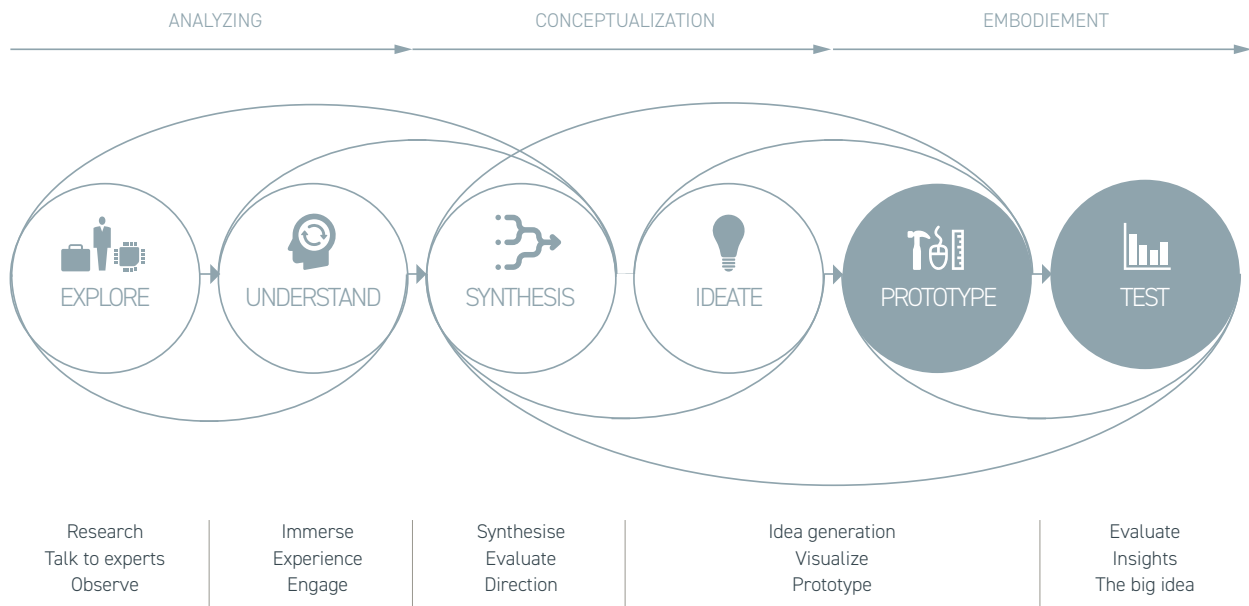 ANALYZING
CONCEPTUALIZATION
EMBODIEMENT
EXPLORE
UNDERSTAND
SYNTHESIS
IDEATE
PROTOTYPE
TEST
Research
Talk to experts
Observe
Immerse
Experience
Engage
Synthesise
Evaluate
Direction
Idea generation
Visualize
Prototype
Evaluate
Insights
The big idea